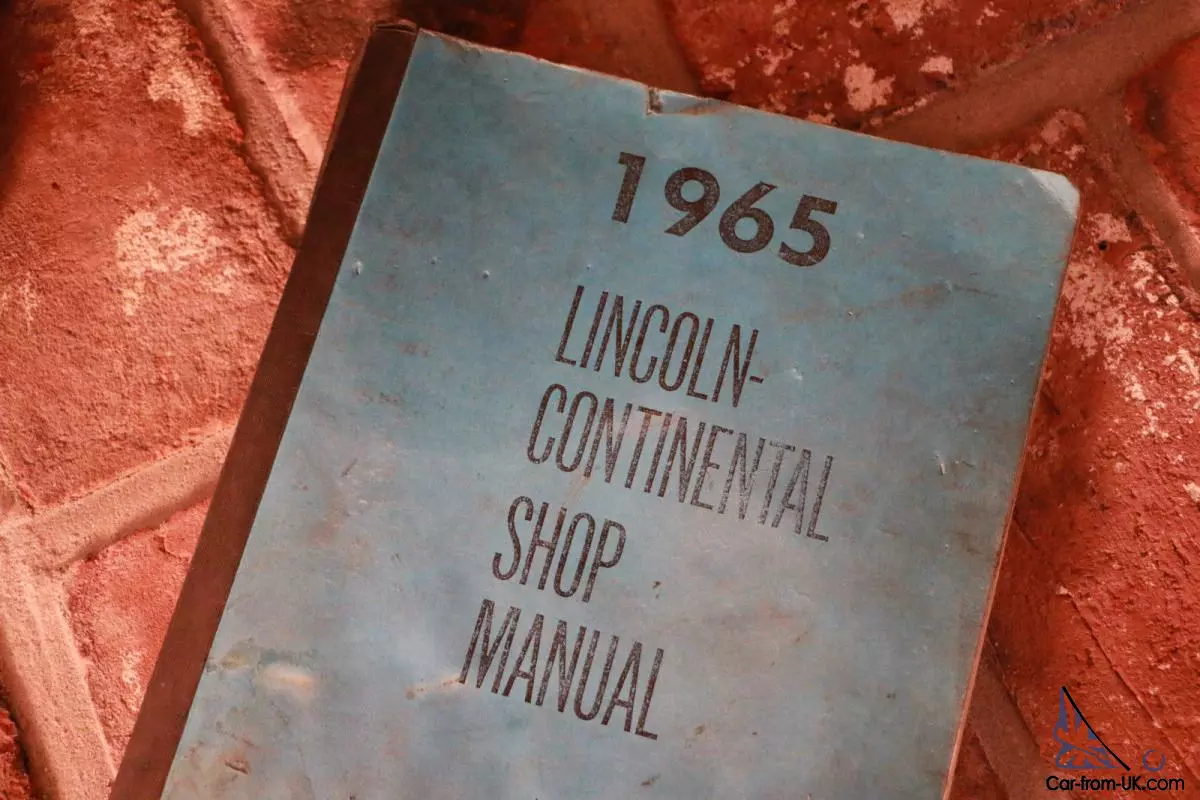 1965
LINCOLN-
CONTINENTAL
SHOP
MANUAL
Car-from-UK.com